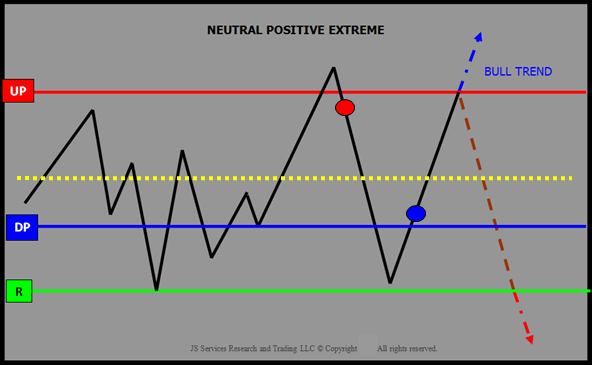 NEUTRAL POSITIVE EXTREME
BULL TREND
UP
DP
R
JS Services Research and Trading, LLC © Copyright All rights reserved.